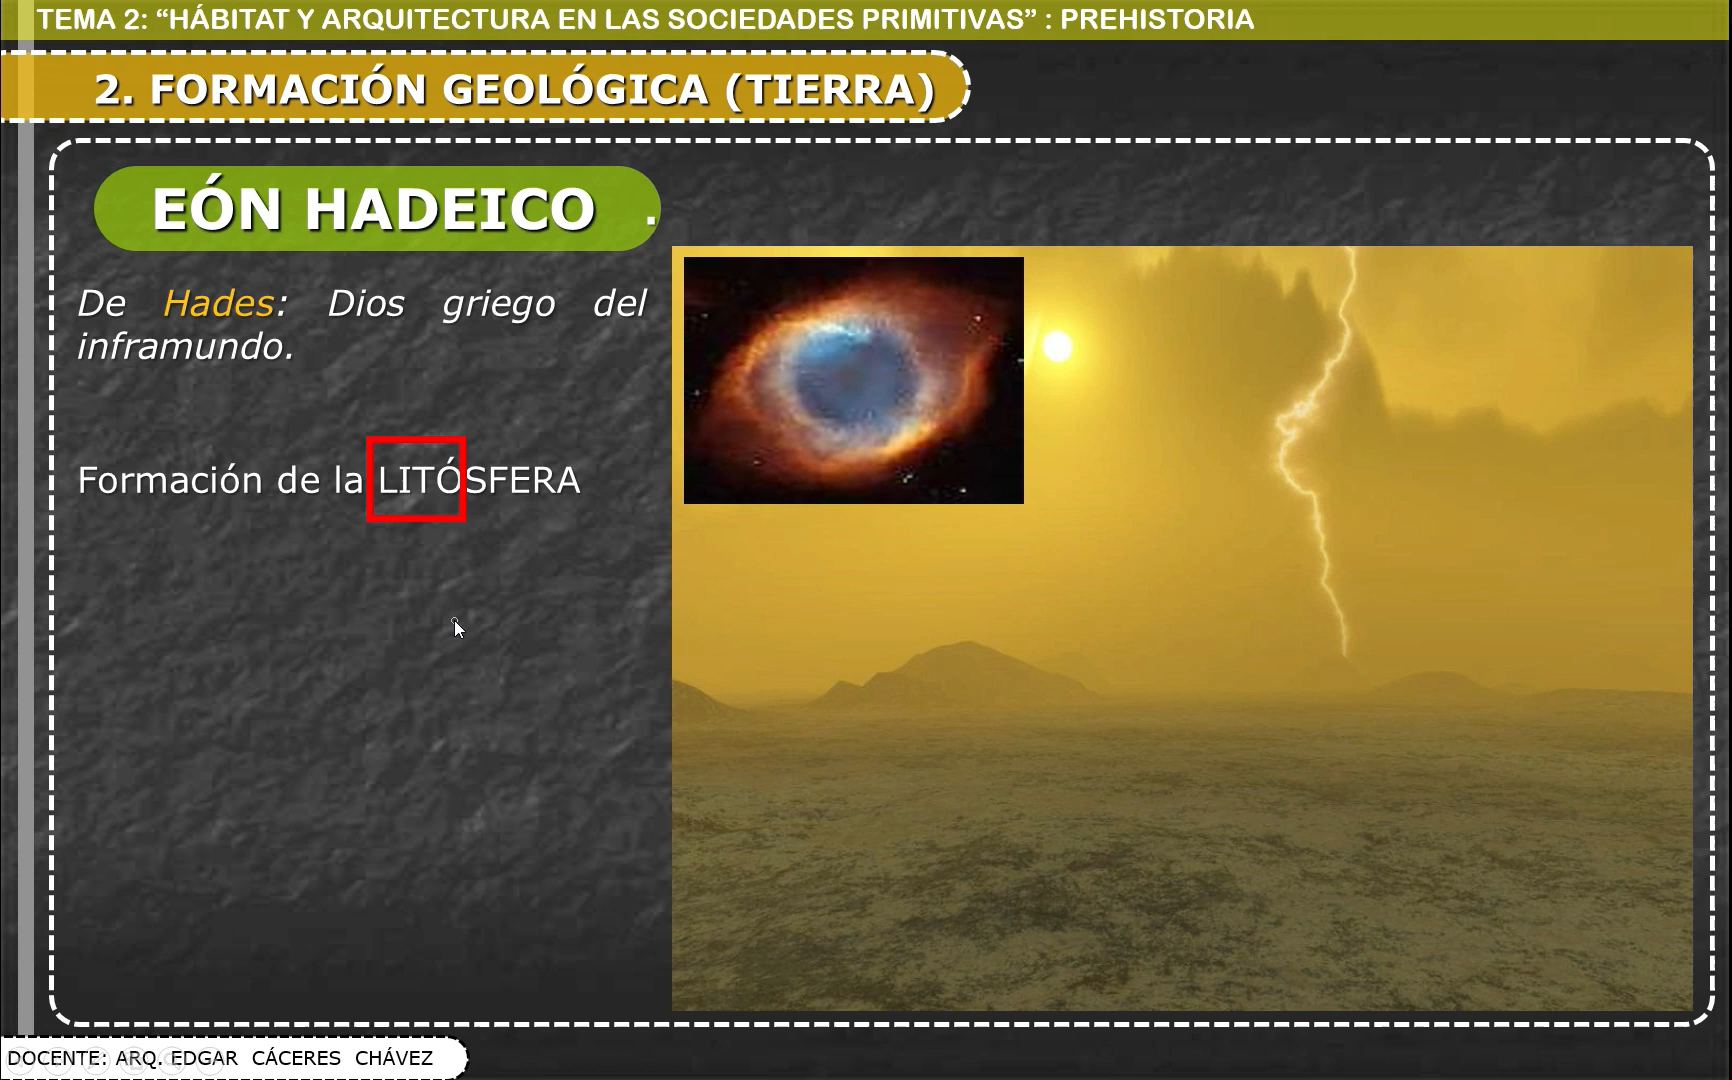 TEMA 2: “HÁBITAT Y ARQUITECTURA EN LAS SOCIEDADES PRIMITIVAS” : PREHISTORIA
2. FORMACIÓN GEOLÓGICA (TIERRA)
EÓN HADEICO .
De Hades: Dios griego del
inframundo.
Formación de la LITÓSFERA
DOCENTE: ARQ. EDGAR CÁCERES CHÁVEZ